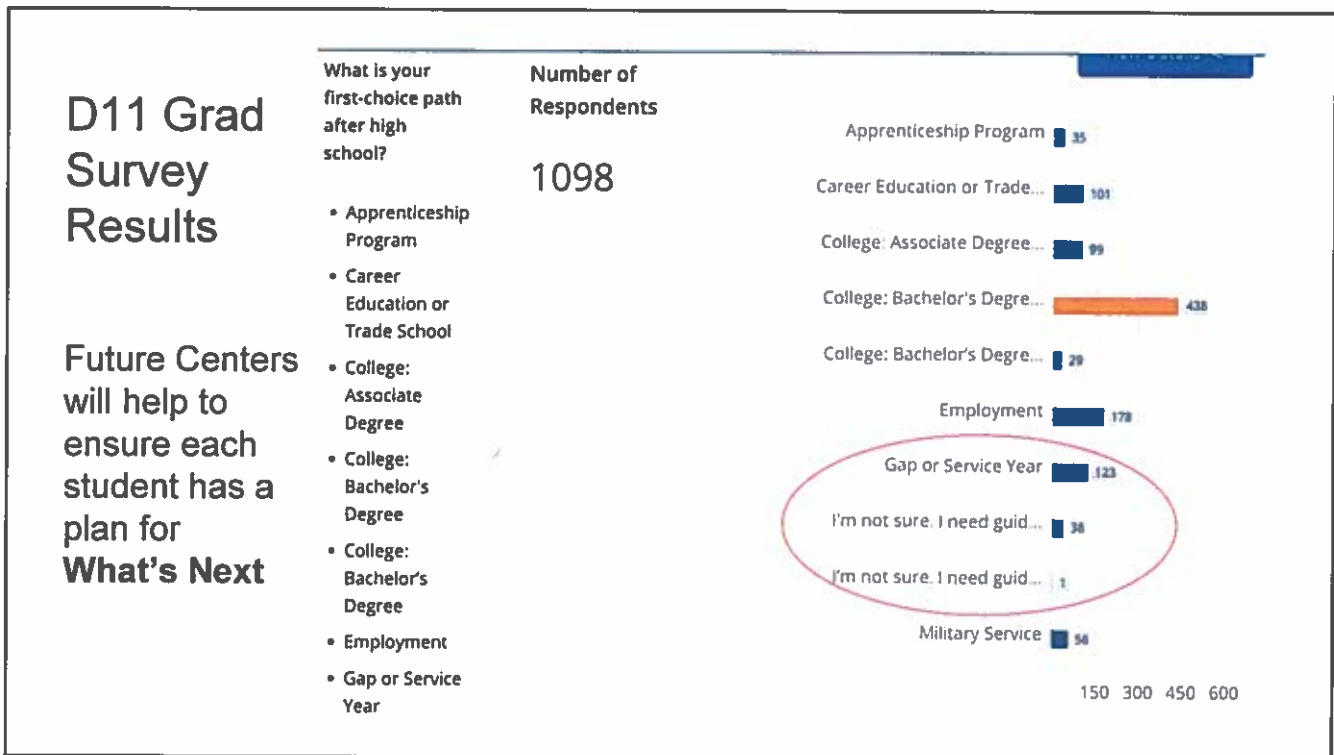 D11 Grad
Survey
Results
Future Centers
will help to
ensure each
student has a
plan for
What's Next
What is your
first-choice path
after high
school?
• Apprenticeship
Program
• Career
Education or
Trade School
• College:
Associate
Degree
• College:
Bachelor's
Degree
• College:
Bachelor's
Degree
• Employment
• Gap or Service
Year
Number of
Respondents
1098
Apprenticeship Program 35
Career Education or Trade... 101
College: Associate Degree... 99
College: Bachelor's Degre... 438
College: Bachelor's Degre... 29
Employment 178
Gap or Service Year 123
I'm not sure. I need guid... 38
I'm not sure. I need guid... 1
Military Service 56
150 300 450 600